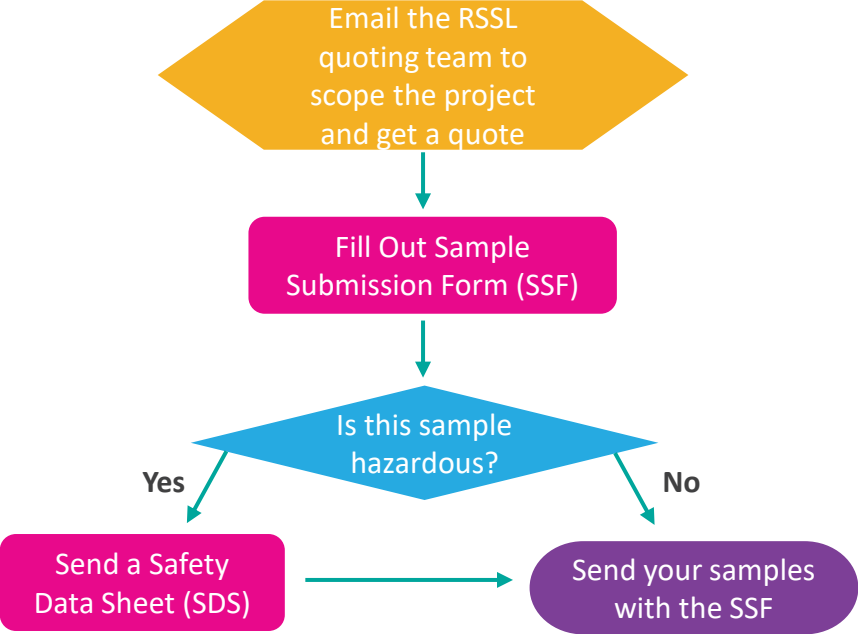 Email the RSSL
quoting team to
scope the project
and get a quote
Fill Out Sample
Submission Form (SSF)
Is this sample
hazardous?
Yes
No
Send a Safety
Data Sheet (SDS)
Send your samples
with the SSF